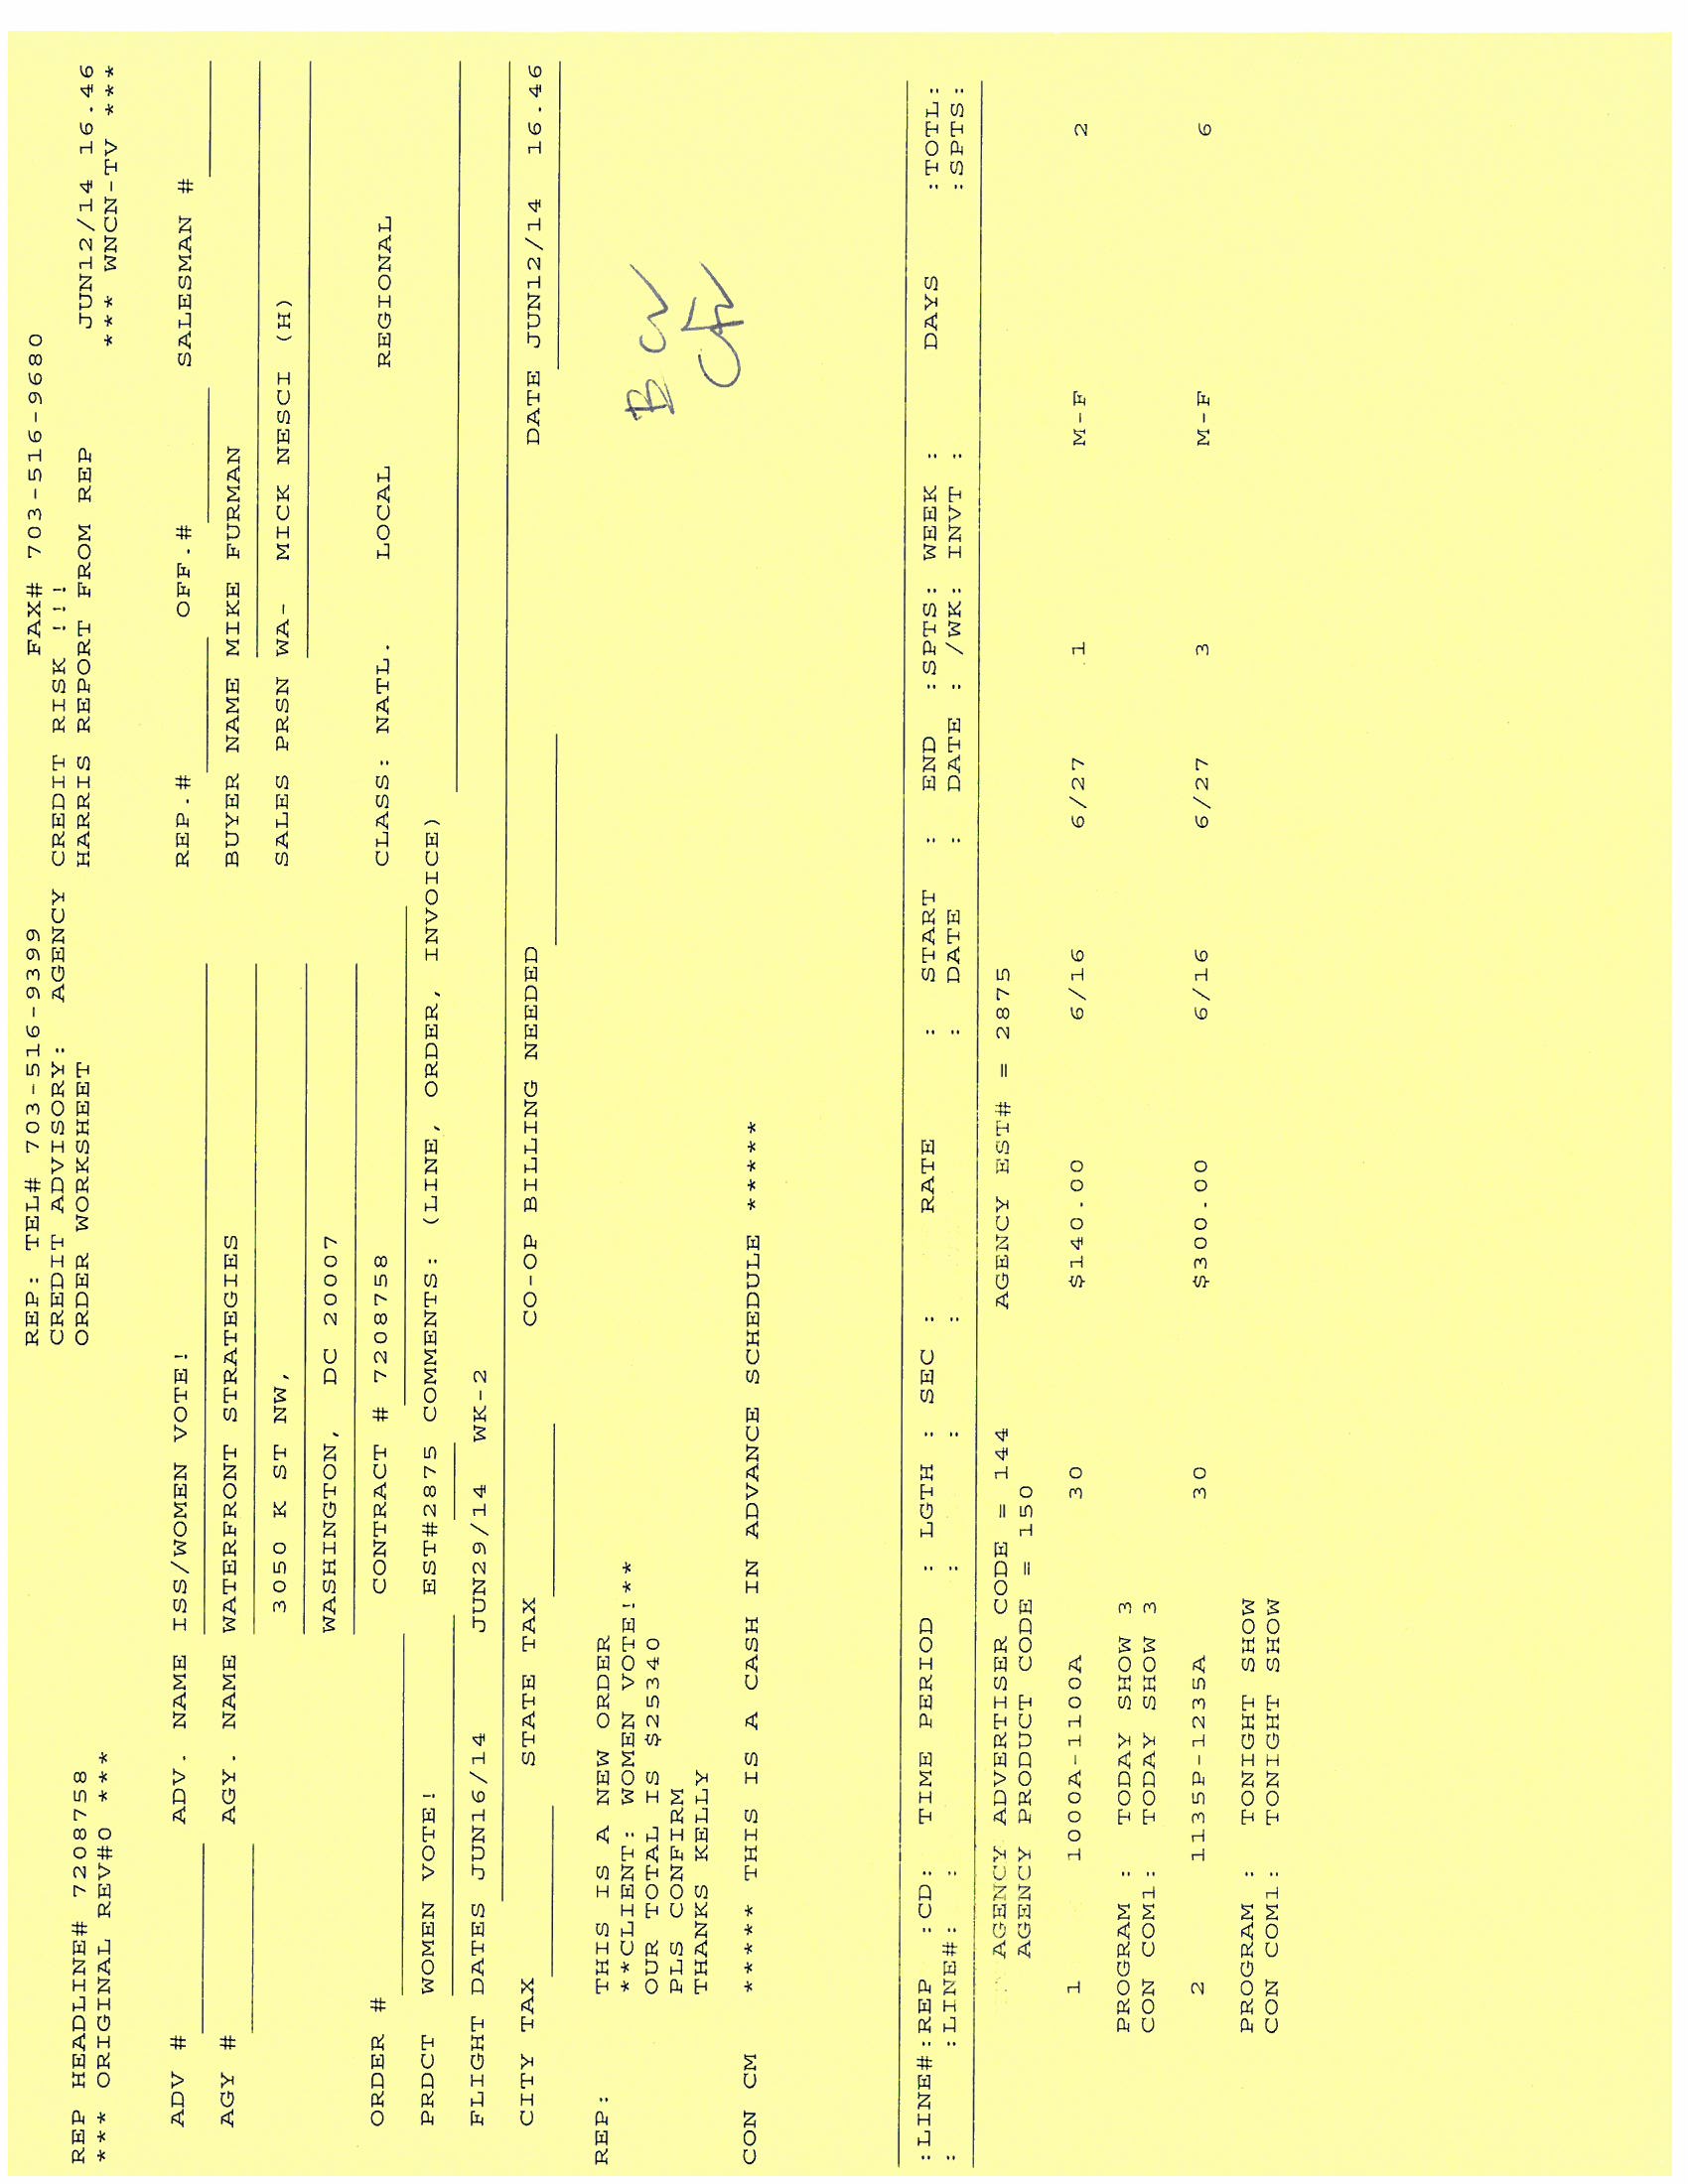 REP: TEL# 703-516-9399 FAX# 703-516-9680
CREDIT ADVISORY: AGENCY CREDIT RISK !!!
REP HEADLINE# 7208758 ORDER WORKSHEET HARRIS REPORT FROM REP JUN12/14 16.46
*** ORIGINAL REV#0 *** *** WNCN-TV ***
ADV # ADV. NAME ISS/WOMEN VOTE! REP.# OFF.# SALESMAN #
AGY # AGY. NAME WATERFRONT STRATEGIES BUYER NAME MIKE FURMAN
3050 K ST NW, SALES PRSN WA- MICK NESCI (H)
WASHINGTON, DC 20007
ORDER # CONTRACT # 7208758 CLASS: NATL. LOCAL REGIONAL
PRDCT WOMEN VOTE! EST#2875 COMMENTS: (LINE, ORDER, INVOICE)
FLIGHT DATES JUN16/14 JUN29/14 WK-2
CITY TAX STATE TAX CO-OP BILLING NEEDED DATE JUN12/14 16.46
REP: THIS IS A NEW ORDER
**CLIENT: WOMEN VOTE!**
OUR TOTAL IS $25340
PLS CONFIRM
THANKS KELLY
CON CM ***** THIS IS A CASH IN ADVANCE SCHEDULE *****
:LINE#:REP :CD: TIME PERIOD : LGTH : SEC : RATE : START : END :SPTS: WEEK : DAYS :TOTL:
: :LINE#: : : : : DATE : DATE : /WK: INVT : :SPTS:
AGENCY ADVERTISER CODE = 144 AGENCY EST# = 2875
AGENCY PRODUCT CODE = 150
1 1000A-1100A 30 $140.00 6/16 6/27 1 M-F 2
PROGRAM : TODAY SHOW 3
CON COM1: TODAY SHOW 3
2 1135P-1235A 30 $300.00 6/16 6/27 3 M-F 6
PROGRAM : TONIGHT SHOW
CON COM1: TONIGHT SHOW